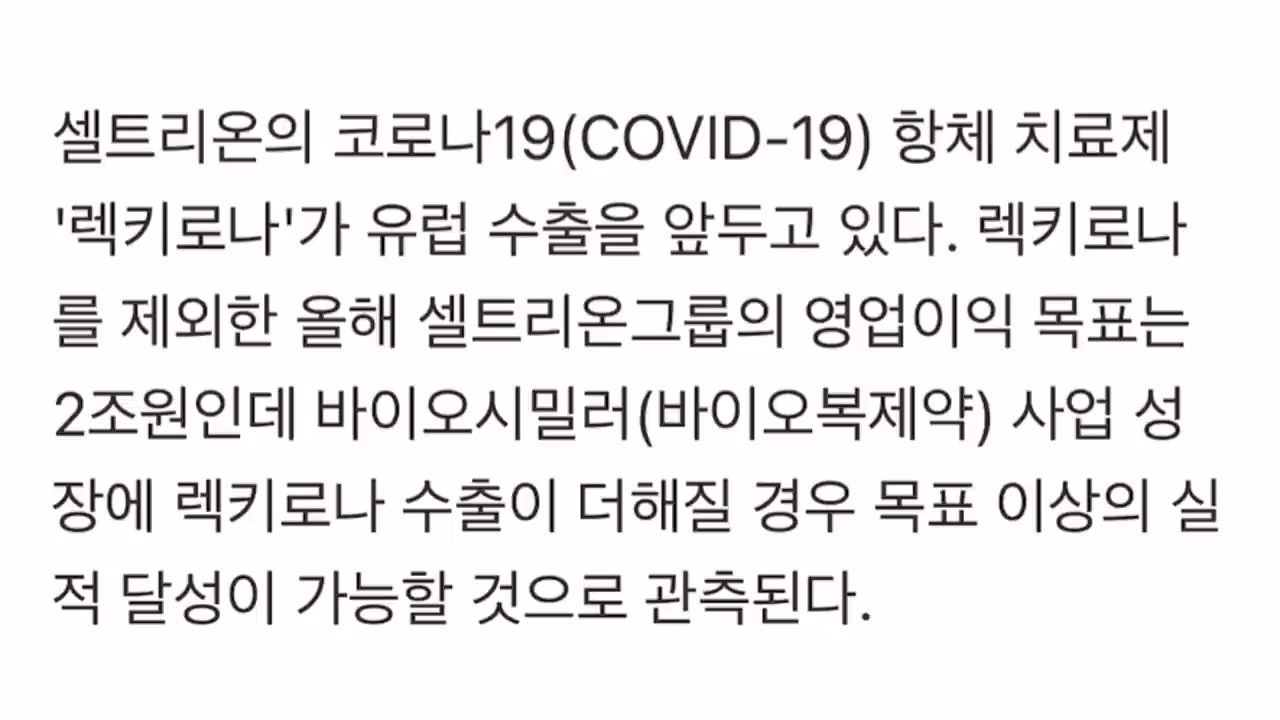 셀트리온의 코로나19(COVID-19) 항체 치료제
'렉키로나'가 유럽 수출을 앞두고 있다. 렉키로나
를 제외한 올해 셀트리온그룹의 영업이익 목표는
2조원인데 바이오시밀러(바이오복제약) 사업 성
장에 렉키로나 수출이 더해질 경우 목표 이상의 실
적 달성이 가능할 것으로 관측된다.